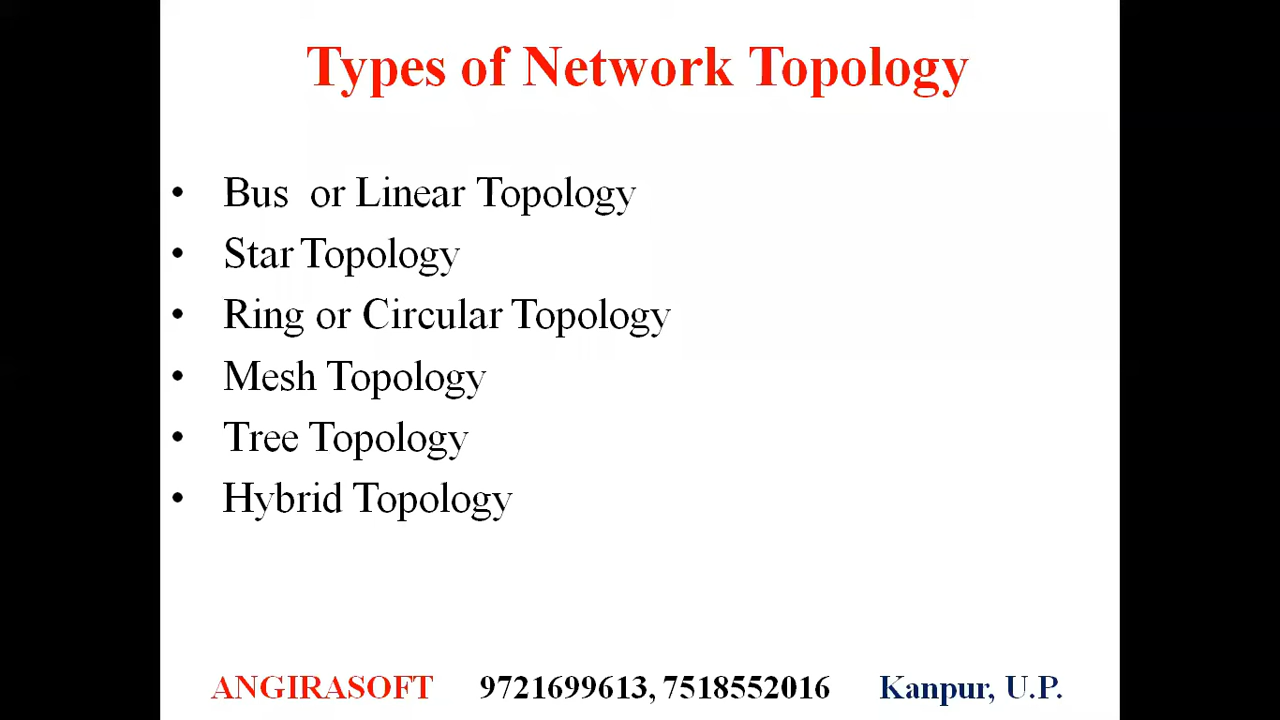 Types of Network Topology
• Bus or Linear Topology
• Star Topology
• Ring or Circular Topology
• Mesh Topology
• Tree Topology
• Hybrid Topology
ANGIRASOFT 9721699613, 7518552016 Kanpur, U.P.